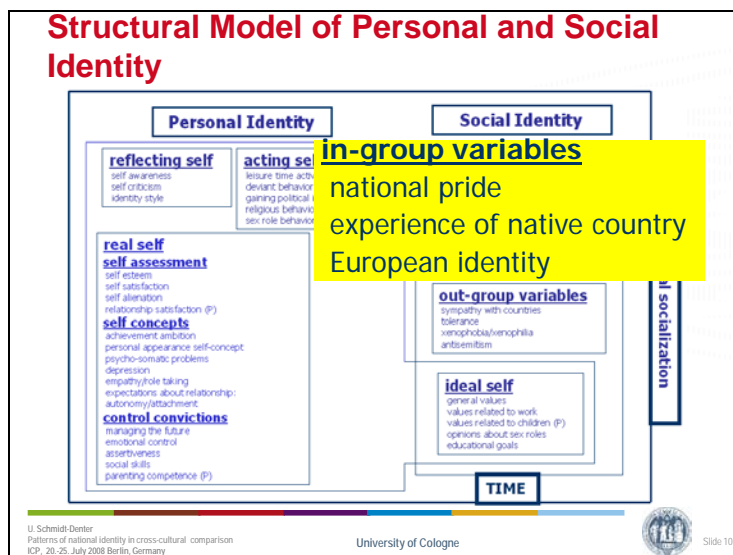 Structural Model of Personal and Social
Identity
Personal Identity
Social Identity
reflecting self
self awareness
self criticism
identity style
acting se
leisure time acti
deviant behavior
gaining political
religious behavio
sex role behavior
in-group variables
national pride
experience of native country
European identity
real self
self assessment
self esteem
self satisfaction
self alienation
relationship satisfaction (P)
self concepts
achievement ambition
personal appearance self-concept
psycho-somatic problems
depression
empathy/role taking
expectations about relationship:
autonomy/attachment
control convictions
managing the future
emotional control
assertiveness
social skills
parenting competence (P)
out-group variables
sympathy with countries
tolerance
xenophobia/xenophilia
antisemitism
ideal self
general values
values related to work
values related to children (P)
opinions about sex roles
educational goals
socialization
TIME
U. Schmidt-Denter
Patterns of national identity in cross-cultural comparison
ICP, 20.-25. July 2008 Berlin, Germany
University of Cologne
Slide 10